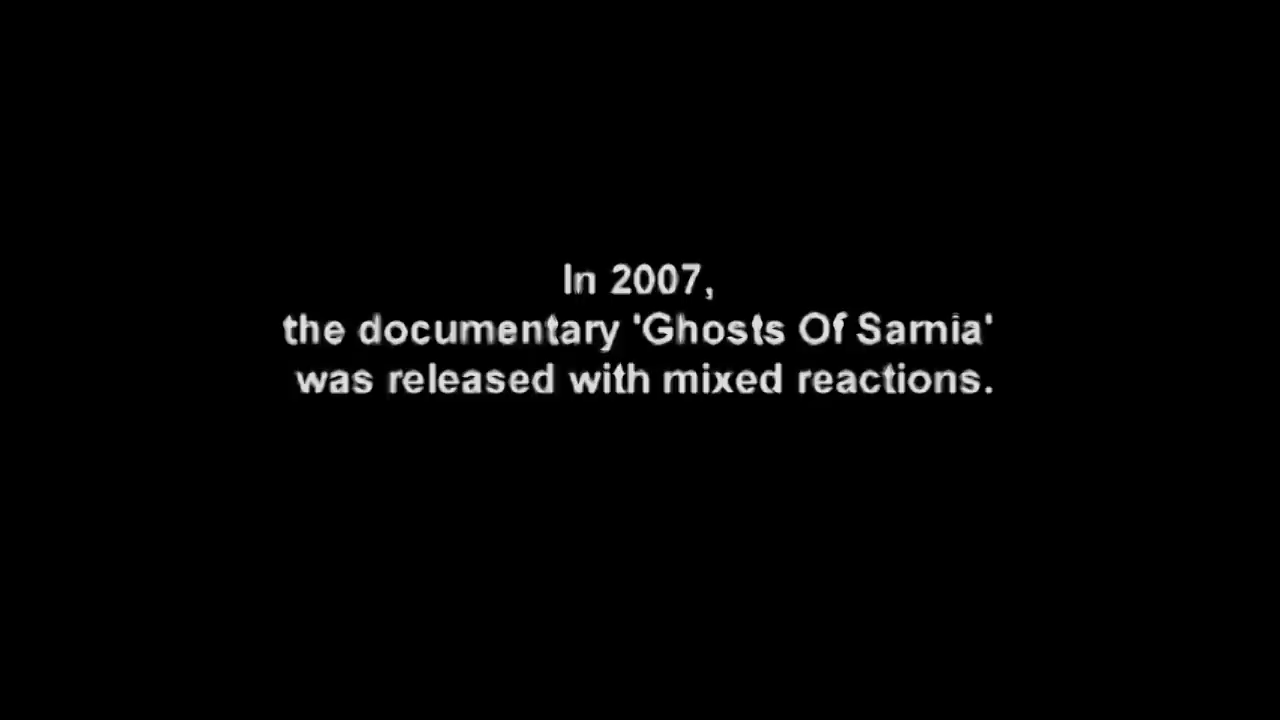 In 2007,
the documentary 'Ghosts Of Sarnia'
was released with mixed reactions.